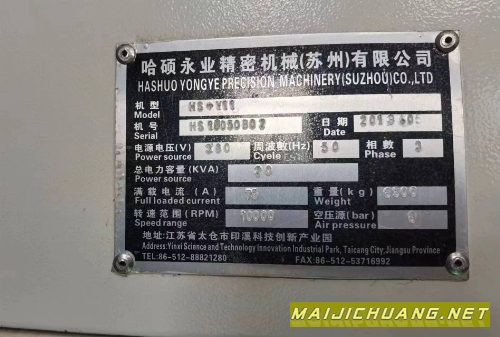 哈硕永业精密机械(苏州)有限公司
HASHUO YONGYE PRECISION MACHINERY(SUZHOU)CO.,LTD
机型
Model
机号 日期
Serial Date
电源电压(V) 380 周波數(Hz) 50 相數 3
Power source Cycle Phase
总电力容量(KVA) 30
Power source
满载电流(A) 重量(kg) 6500
Full loaded current Weight
转速范围(RPM) 10000 空压源(bar)
Speed range Air pressure
地址:江苏省太仓市印溪科技创新产业园
Address:Yinxi Science and Technology Innovation Industrial Park, Taicang City,Jiangsu Province
TEL:86-512-88821280 FAX:86-512-53716992
MAIJICHUANG.NET